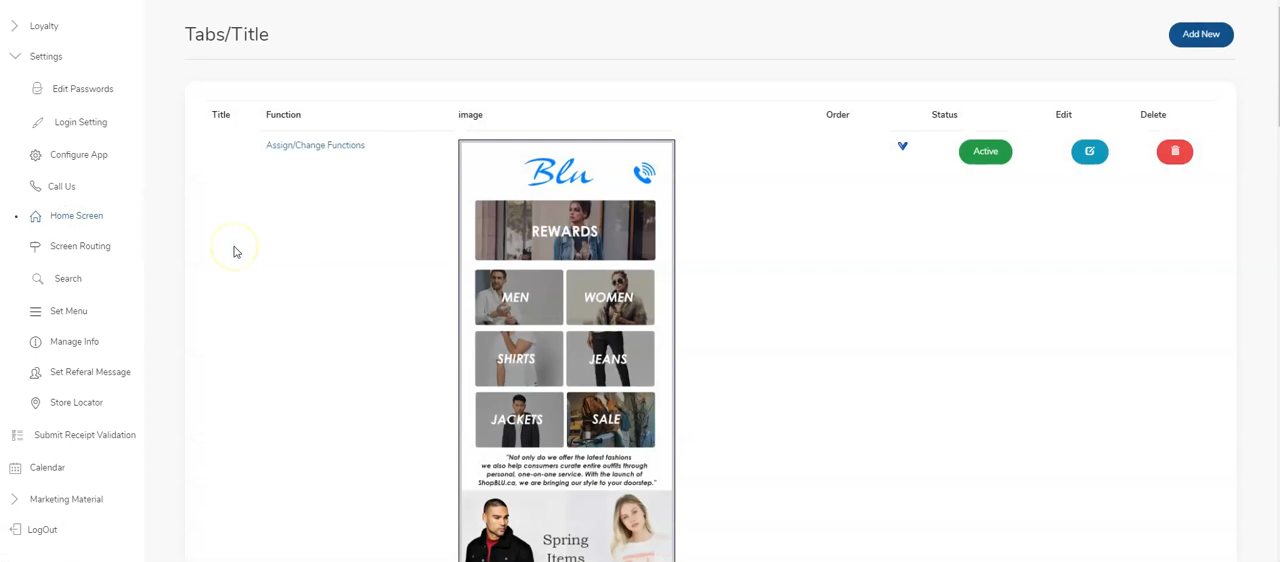 Loyalty
Settings
Edit Passwords
Login Setting
Configure App
Call Us
Home Screen
Screen Routing
Search
Set Menu
Manage Info
Set Referal Message
Store Locator
Submit Receipt Validation
Calendar
Marketing Material
LogOut
Tabs/Title
Add New
Title Function image Order Status Edit Delete
Assign/Change Functions
Active
Blu
REWARDS
MEN WOMEN
SHIRTS JEANS
JACKETS SALE
"Not only do we offer the latest fashions
we also help consumers curate entire outfits through
personal, one-on-one service. With the launch of
ShopBLU.ca, we are bringing our style to your doorstep."
Spring
Items